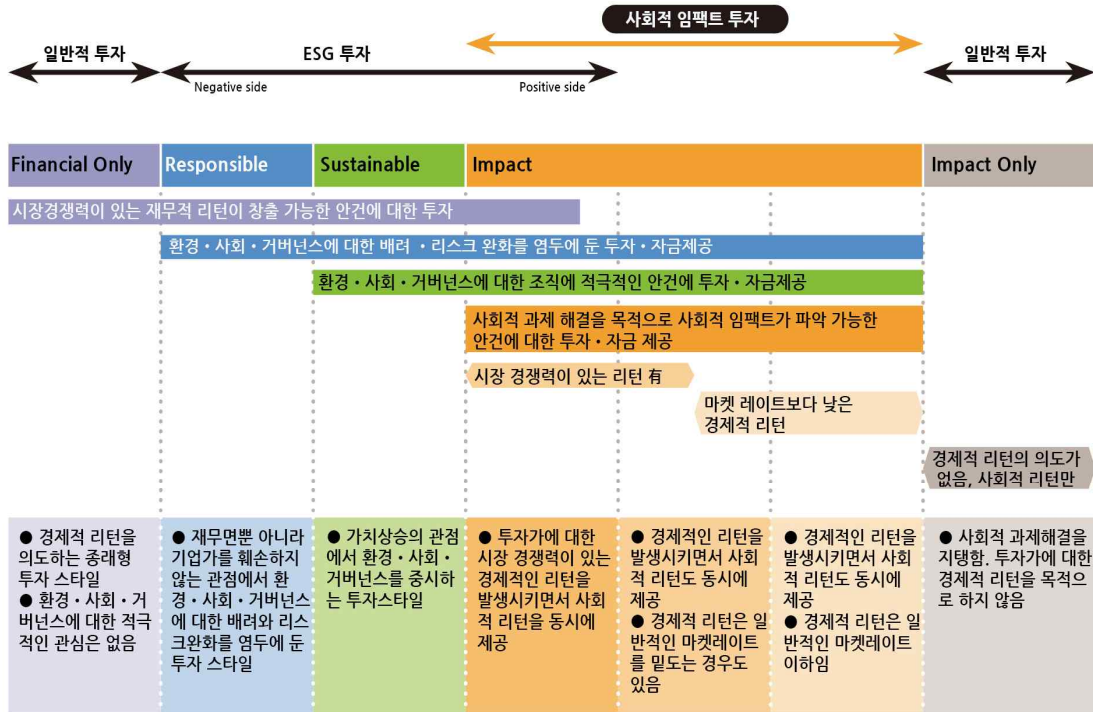 사회적 임팩트 투자
일반적 투자
ESG 투자
일반적 투자
Negative side
Positive side
Financial Only
Responsible
Sustainable
Impact
Impact Only
시장경쟁력이 있는 재무적 리턴이 창출 가능한 안건에 대한 투자
환경・사회・거버넌스에 대한 배려 ・리스크 완화를 염두에 둔 투자・자금제공
환경・사회・거버넌스에 대한 조직에 적극적인 안건에 투자・자금제공
사회적 과제 해결을 목적으로 사회적 임팩트가 파악 가능한
안건에 대한 투자・자금 제공
시장 경쟁력이 있는 리턴 有
마켓 레이트보다 낮은
경제적 리턴
경제적 리턴의 의도가
없음, 사회적 리턴만
● 경제적 리턴을
의도하는 종래형
투자 스타일
● 환경・사회・거
버넌스에 대한 적극
적인 관심은 없음
● 재무면뿐 아니라
기업가를 훼손하지
않는 관점에서 환
경・사회・거버넌스
에 대한 배려와 리스
크완화를 염두에 둔
투자 스타일
● 가치상승의 관점
에서 환경・사회・
거버넌스를 중시하
는 투자스타일
● 투자가에 대한
시장 경쟁력이 있는
경제적인 리턴을
발생시키면서 사회
적 리턴을 동시에
제공
● 경제적인 리턴을
발생시키면서 사회
적 리턴도 동시에
제공
● 경제적 리턴은 일
반적인 마켓레이트
를 밑도는 경우도
있음
● 경제적인 리턴을
발생시키면서 사회
적 리턴도 동시에
제공
● 경제적 리턴은 일
반적인 마켓레이트
이하임
● 사회적 과제해결을
지탱함. 투자가에 대한
경제적 리턴을 목적으
로 하지 않음